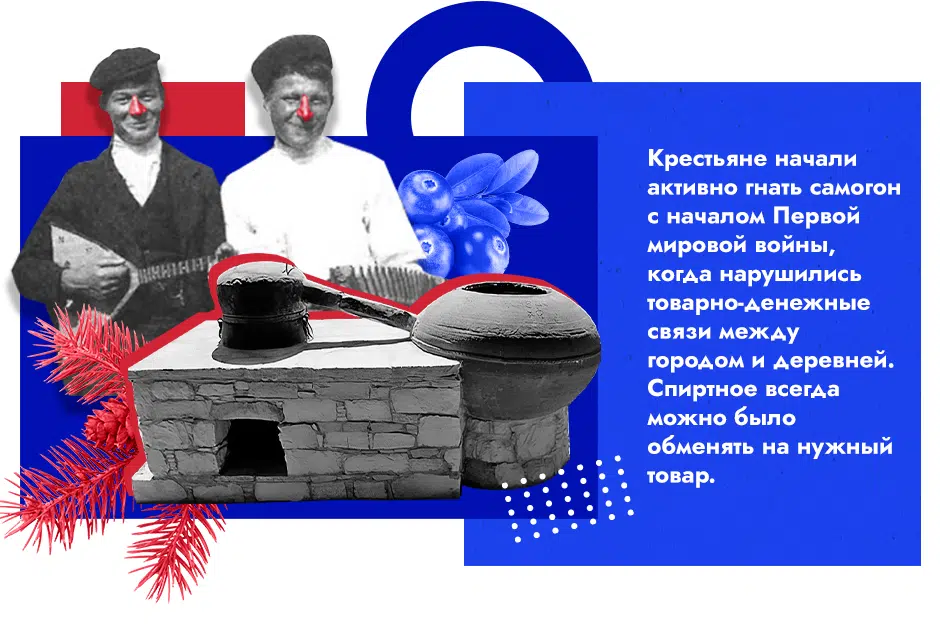 Крестьяне начали
активно гнать самогон
с началом Первой
мировой войны,
когда нарушились
товарно-денежные
связи между
городом и деревней.
Спиртное всегда
можно было
обменять на нужный
товар.